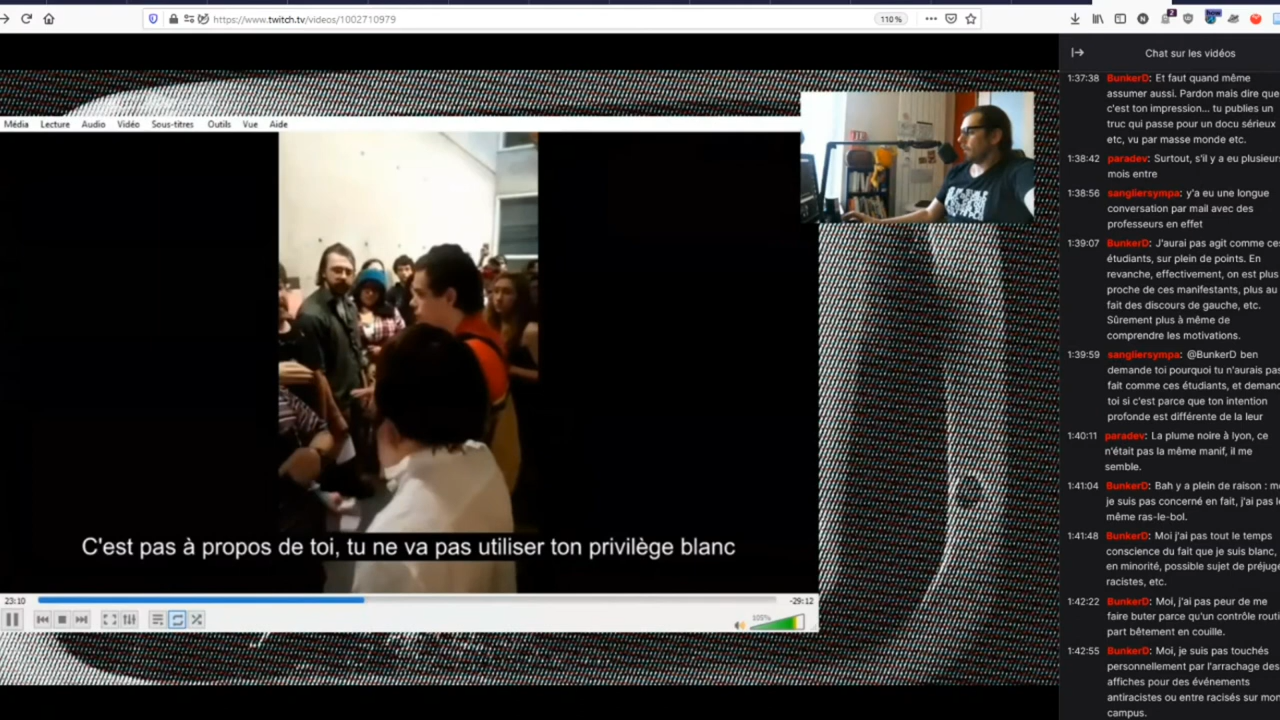 https://www.twitch.tv/videos/1002710979
110%
Chat sur les vidéos
Média Lecture Audio Vidéo Sous-titres Outils Vue Aide
C'est pas à propos de toi, tu ne va pas utiliser ton privilège blanc
23:10
-29:12
100%
1:37:38 BunkerD: Et faut quand même
assumer aussi. Pardon mais dire que
c'est ton impression... tu publies un
truc qui passe pour un docu sérieux
etc, vu par masse monde etc.
1:38:42 paradev: Surtout, s'il y a eu plusieurs
mois entre
1:38:56 sangliersympa: y'a eu une longue
conversation par mail avec des
professeurs en effet
1:39:07 BunkerD: J'aurai pas agit comme ces
étudiants, sur plein de points. En
revanche, effectivement, on est plus
proche de ces manifestants, plus au
fait des discours de gauche, etc.
Sûrement plus à même de
comprendre les motivations.
1:39:59 sangliersympa: @BunkerD ben
demande toi pourquoi tu n'aurais pas
fait comme ces étudiants, et demand
toi si c'est parce que ton intention
profonde est différente de la leur
1:40:11 paradev: La plume noire à lyon, ce
n'était pas la même manif, il me
semble.
1:41:04 BunkerD: Bah y a plein de raison : m
je suis pas concerné en fait, j'ai pas l
même ras-le-bol.
1:41:48 BunkerD: Moi j'ai pas tout le temps
conscience du fait que je suis blanc,
en minorité, possible sujet de préjugé
racistes, etc.
1:42:22 BunkerD: Moi, j'ai pas peur de me
faire buter parce qu'un contrôle routi
part bêtement en couille.
1:42:55 BunkerD: Moi, je suis pas touchés
personnellement par l'arrachage des
affiches pour des événements
antiracistes ou entre racisés sur mon
campus.